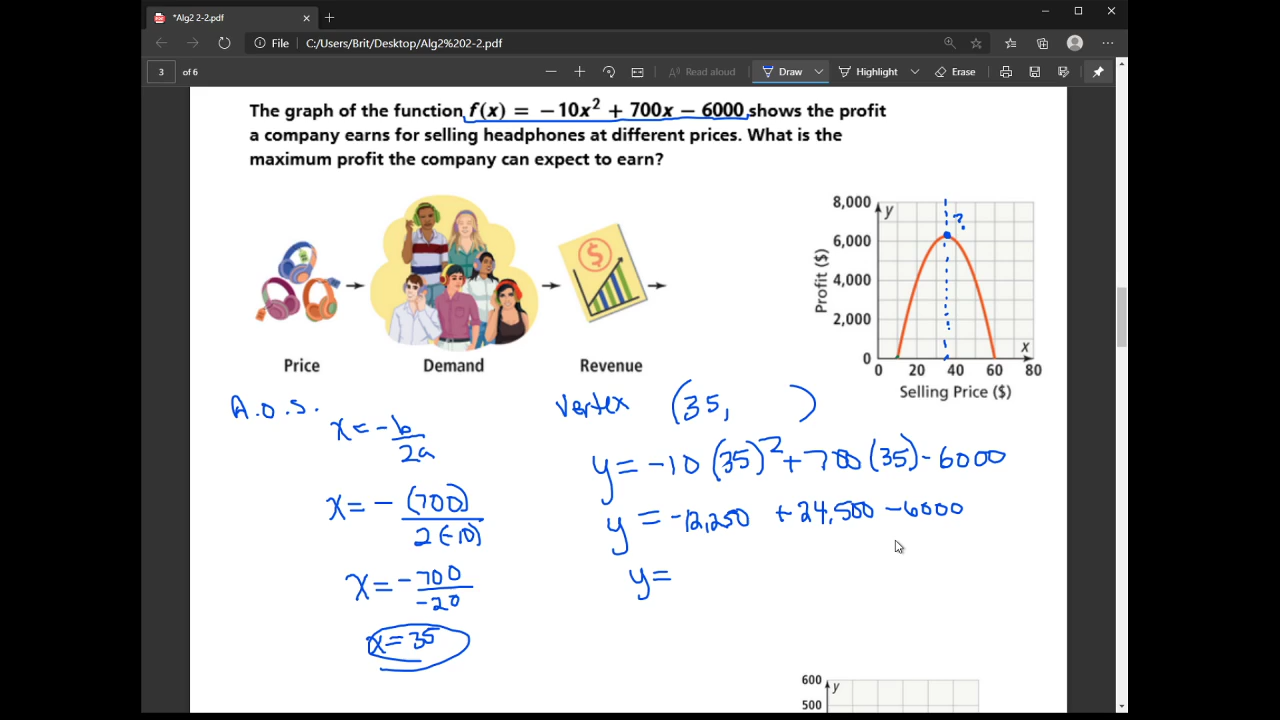 *Alg2 2-2.pdf
File C:/Users/Brit/Desktop/Alg2%202-2.pdf
3 of 6 Read aloud Draw Highlight Erase
The graph of the function f(x) = −10x² + 700x − 6000 shows the profit
a company earns for selling headphones at different prices. What is the
maximum profit the company can expect to earn?
8,000 y
?
6,000
4,000
2,000
0 x
0 20 40 60 80
Profit ($)
Selling Price ($)
$
Price Demand Revenue
A.O.S.
x = -b/2a
x = -(700)/2(-10)
x = -700/-20
x = 35
Vertex (35, )
y = -10(35)² + 700(35) - 6000
y = -12,250 + 24,500 - 6000
y =
600 y
500